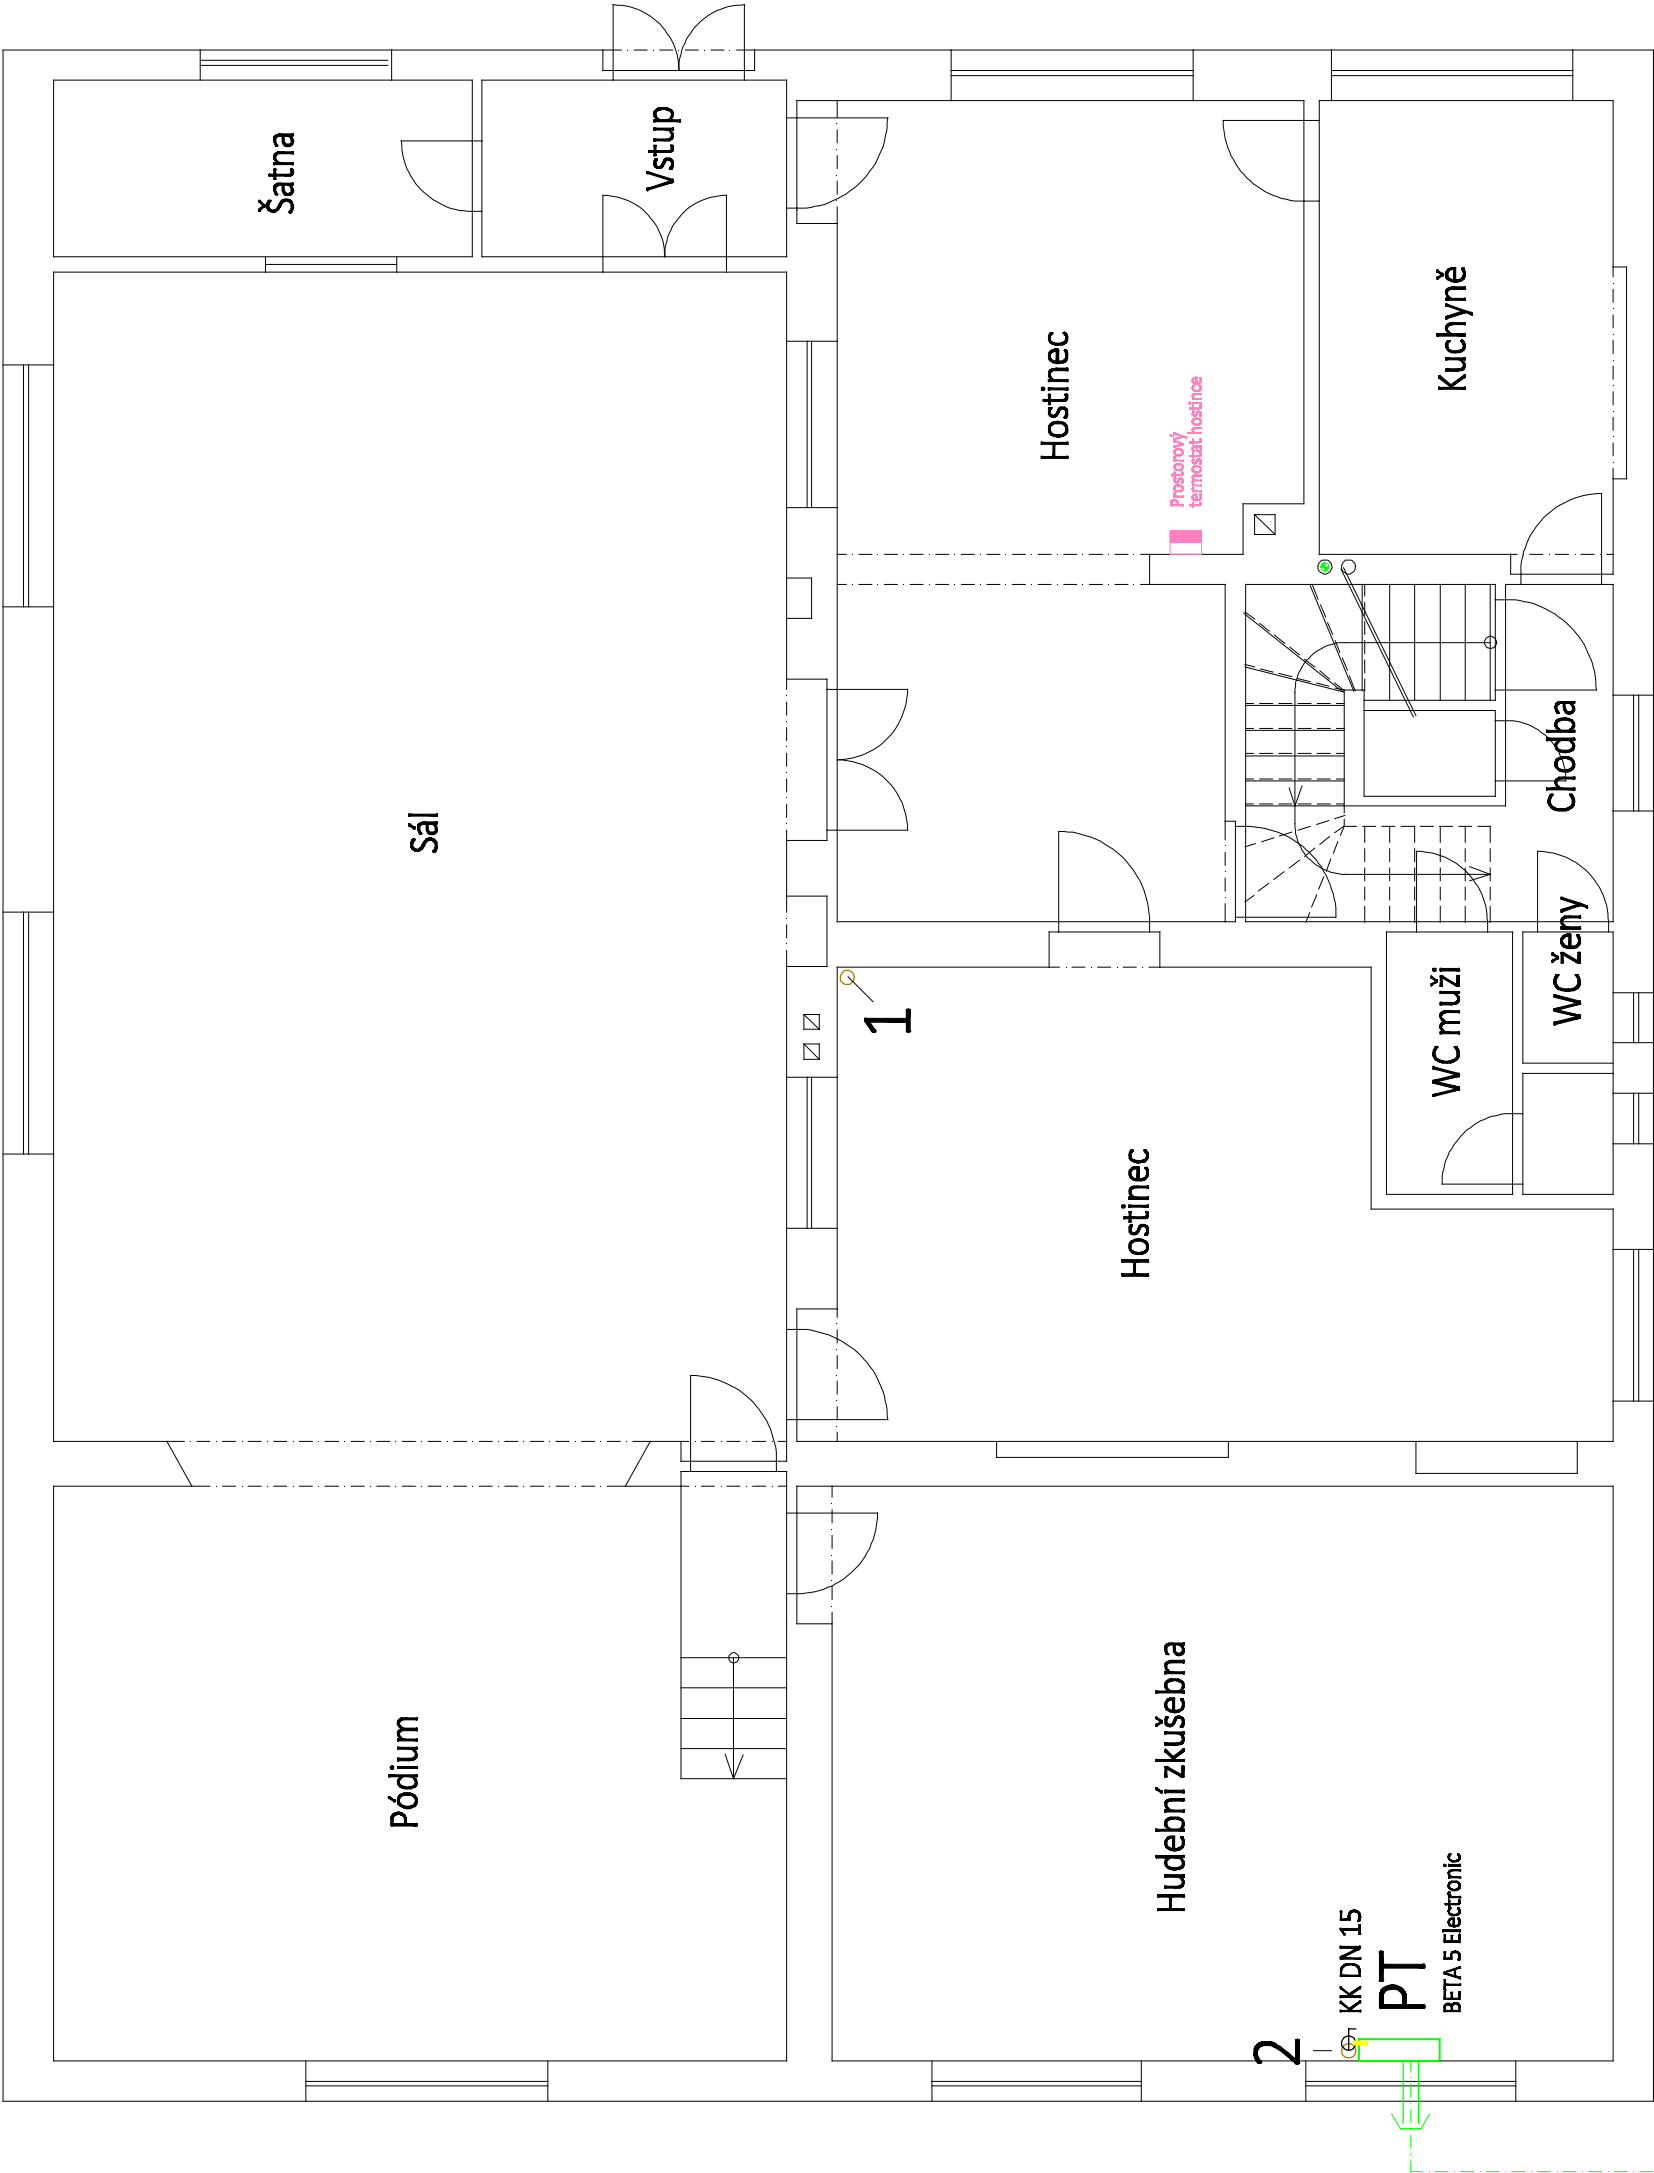 Šatna
Vstup
Kuchyně
Hostinec
Prostorový
termostat hostince
Sál
Chodba
WC ženy
WC muži
1
Hostinec
Pódium
Hudební zkušebna
KK DN 15
PT
BETA 5 Electronic
2